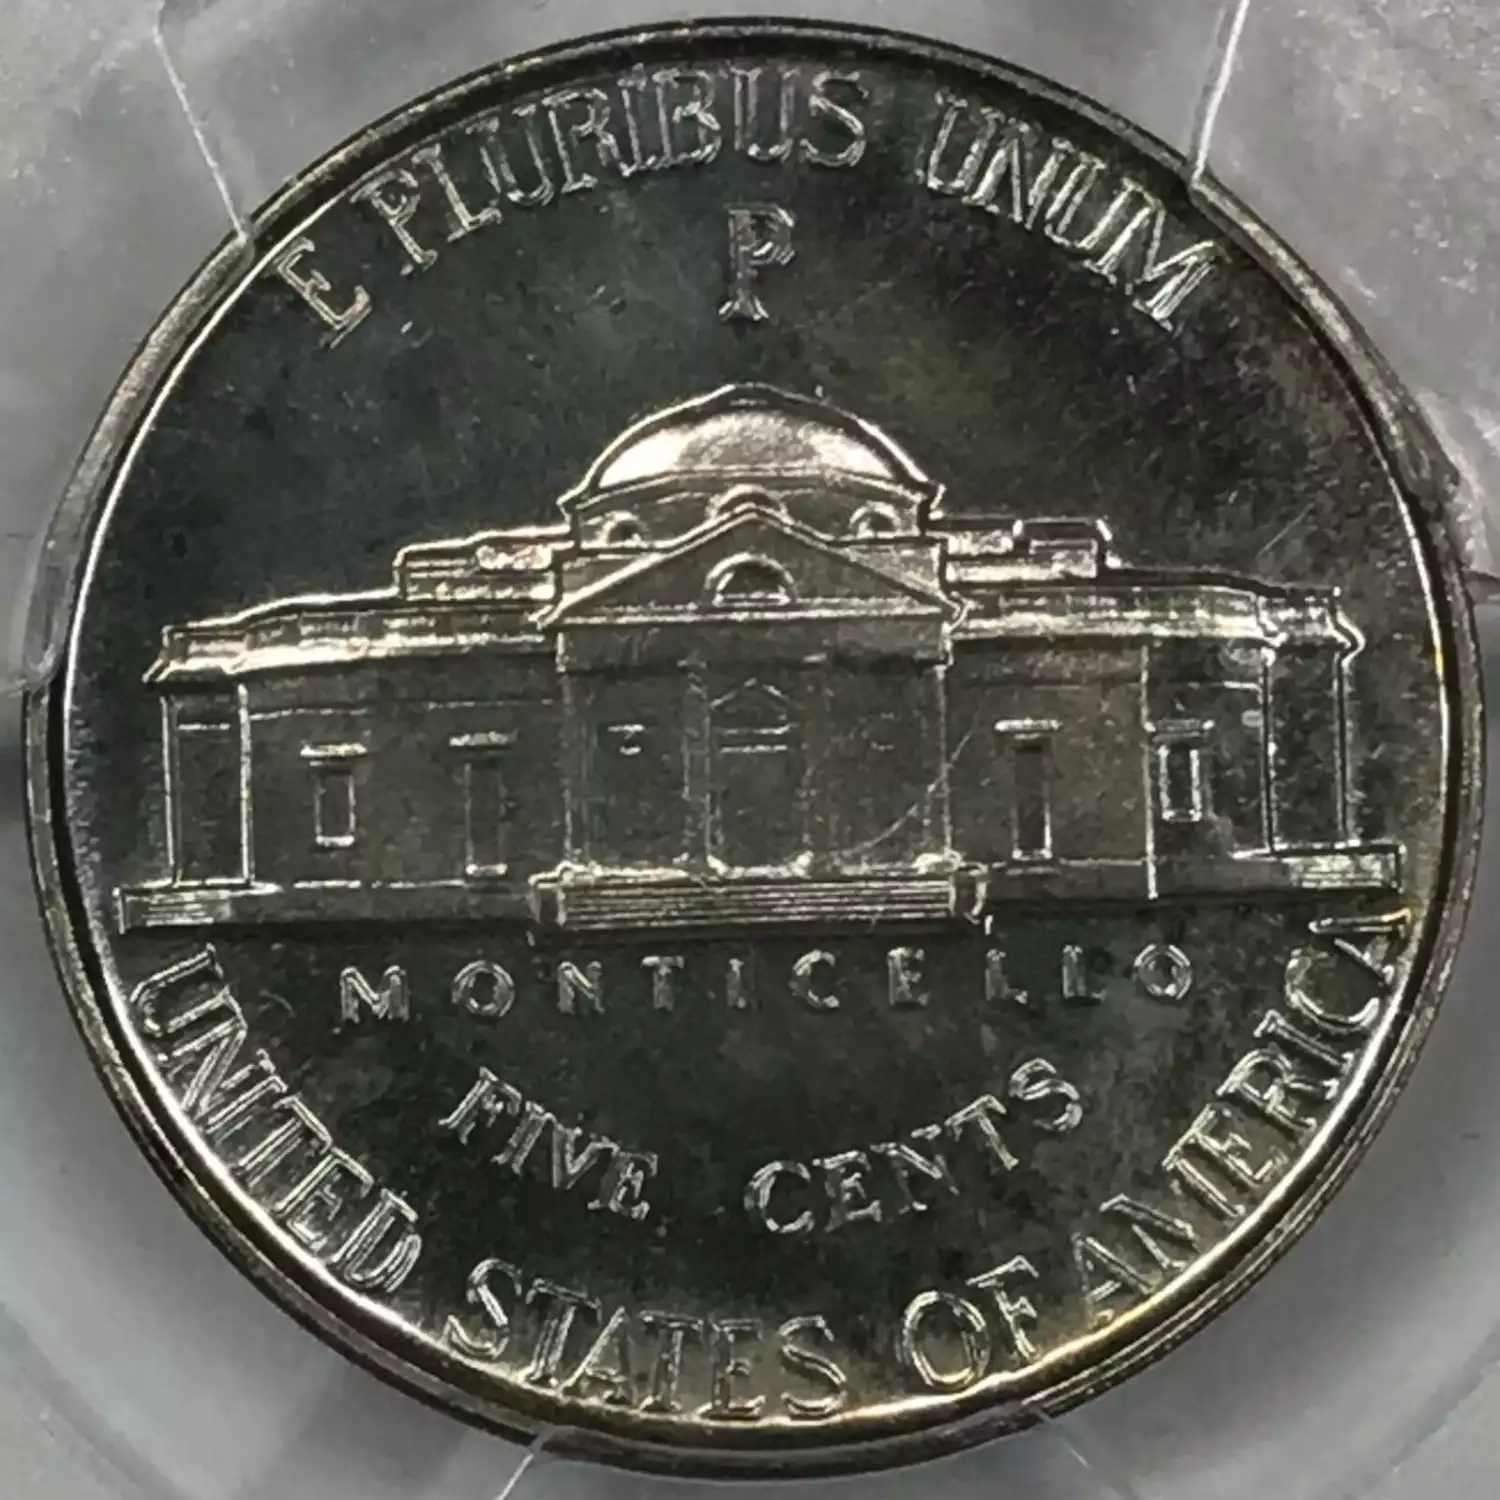 E PLURIBUS UNUM
P
MONTICELLO
FIVE CENTS
UNITED STATES OF AMERICA